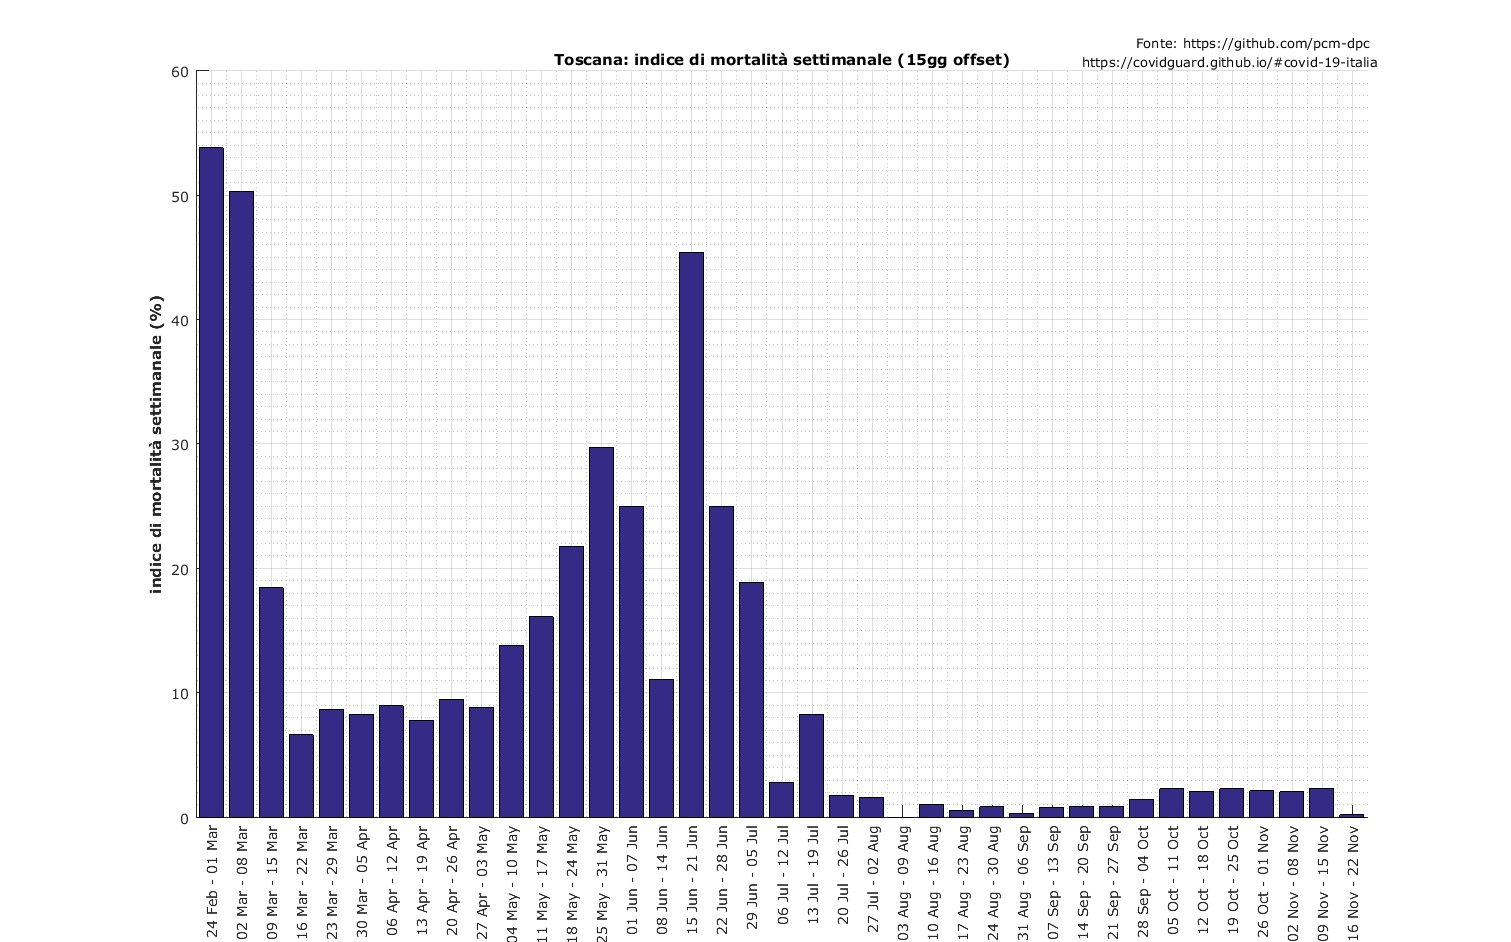 Fonte: https://github.com/pcm-dpc
https://covidguard.github.io/#covid-19-italia
Toscana: indice di mortalità settimanale (15gg offset)
indice di mortalità settimanale (%)
60
50
40
30
20
10
0
24 Feb - 01 Mar
02 Mar - 08 Mar
09 Mar - 15 Mar
16 Mar - 22 Mar
23 Mar - 29 Mar
30 Mar - 05 Apr
06 Apr - 12 Apr
13 Apr - 19 Apr
20 Apr - 26 Apr
27 Apr - 03 May
04 May - 10 May
11 May - 17 May
18 May - 24 May
25 May - 31 May
01 Jun - 07 Jun
08 Jun - 14 Jun
15 Jun - 21 Jun
22 Jun - 28 Jun
29 Jun - 05 Jul
06 Jul - 12 Jul
13 Jul - 19 Jul
20 Jul - 26 Jul
27 Jul - 02 Aug
03 Aug - 09 Aug
10 Aug - 16 Aug
17 Aug - 23 Aug
24 Aug - 30 Aug
31 Aug - 06 Sep
07 Sep - 13 Sep
14 Sep - 20 Sep
21 Sep - 27 Sep
28 Sep - 04 Oct
05 Oct - 11 Oct
12 Oct - 18 Oct
19 Oct - 25 Oct
26 Oct - 01 Nov
02 Nov - 08 Nov
09 Nov - 15 Nov
16 Nov - 22 Nov